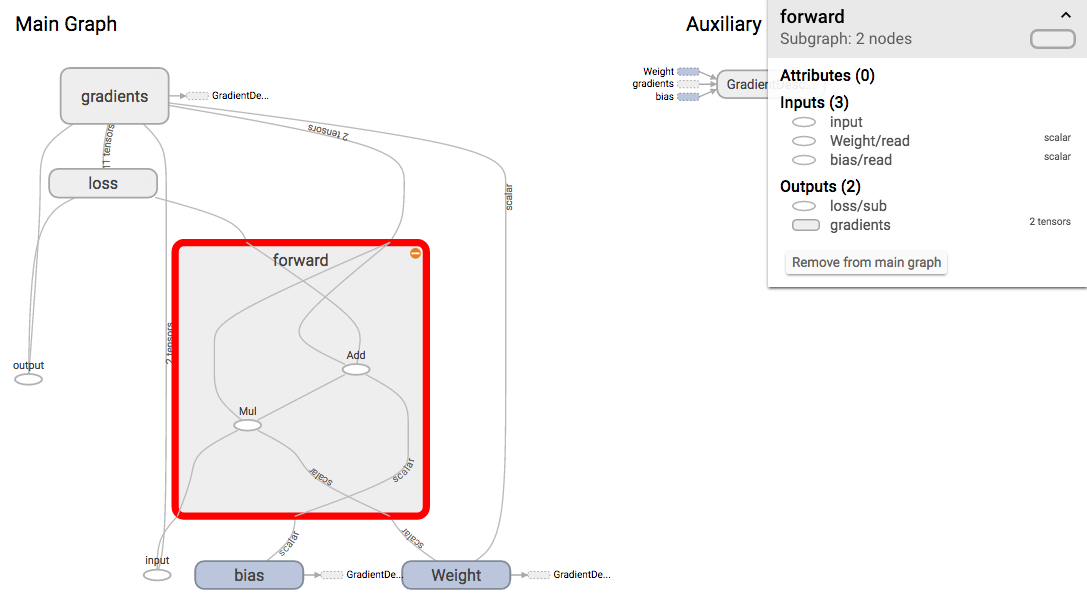 Main Graph
Auxiliary
forward
Subgraph: 2 nodes
gradients
GradientDe...
Weight
gradients
bias
GradientDesc...
Attributes (0)
Inputs (3)
input
Weight/read
scalar
bias/read
scalar
Outputs (2)
loss/sub
gradients
2 tensors
Remove from main graph
2 tensors
11 tensors
loss
scalar
forward
2 tensors
output
Add
Mul
scalar
scalar
scalar
scalar
input
bias
GradientDe...
Weight
GradientDe...